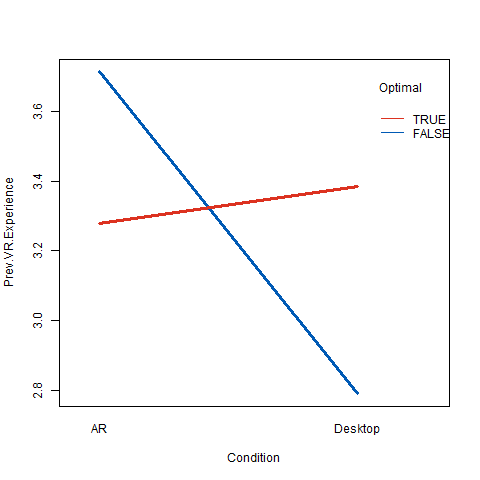 Optimal
TRUE
FALSE
3.6
3.4
3.2
3.0
2.8
Prev.VR.Experience
AR
Desktop
Condition